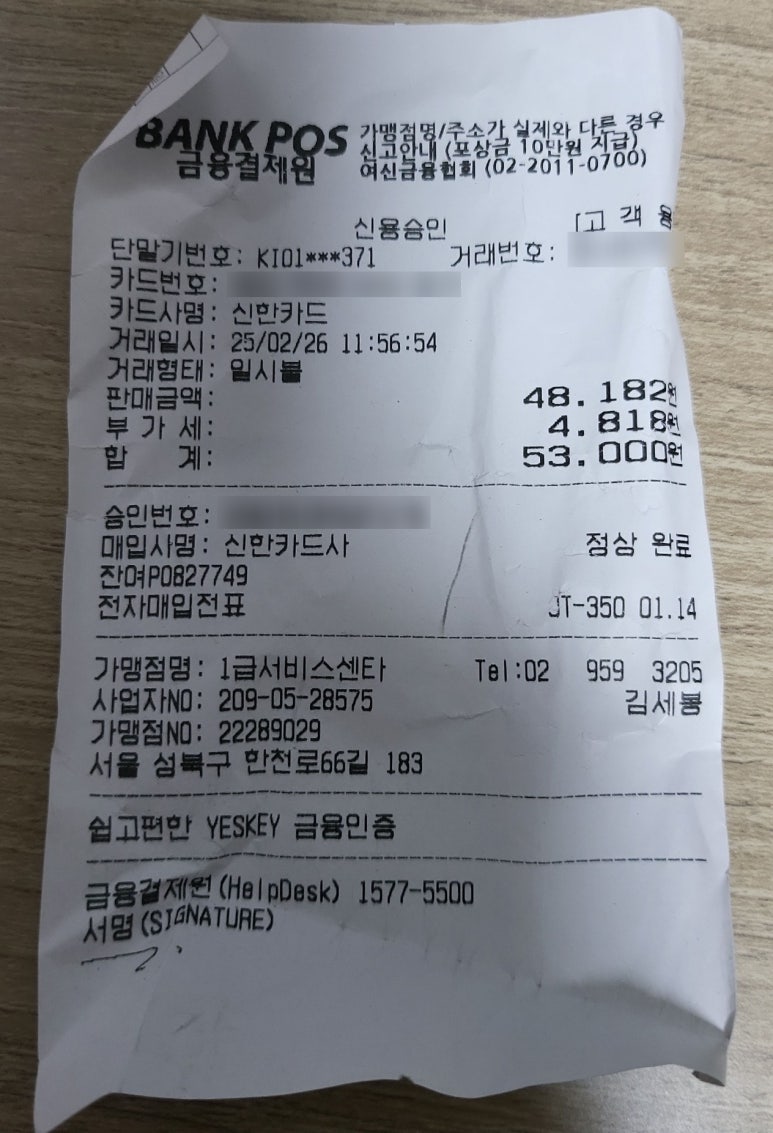 BANK POS
금융결제원
가맹점명/주소가 실제와 다른 경우
신고안내 (포상금 10만원 지급)
여신금융협회 (02-2011-0700)
신용승인 [고 객 용
단말기번호: KI01***371 거래번호:
카드번호:
카드사명: 신한카드
거래일시: 25/02/26 11:56:54
거래형태: 일시불
판매금액: 48.182원
부 가 세: 4.818원
합 계: 53.000원
승인번호:
매입사명: 신한카드사 정상 완료
잔여P0827749
전자매입전표 JT-350 01.14
가맹점명: 1급서비스센타 Tel:02 959 3205
사업자NO: 209-05-28575 김세봉
가맹점NO: 22289029
서울 성북구 한천로66길 183
쉽고편한 YESKEY 금융인증
금융결제원(HelpDesk) 1577-5500
서명(SIGNATURE)